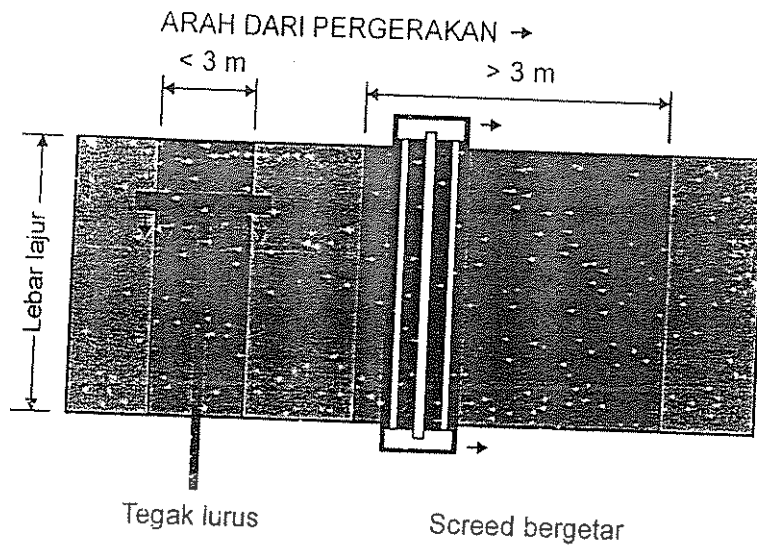 ARAH DARI PERGERAKAN →
< 3 m
> 3 m
Lebar lajur
Tegak lurus
Screed bergetar